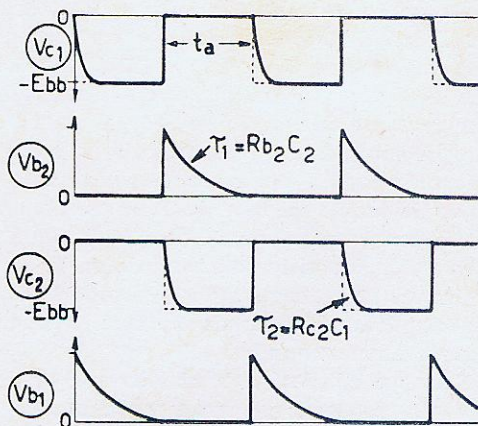 0
Vc1
ta
-Ebb
Vb2
τ1 = Rb2C2
0
0
Vc2
-Ebb
τ2=Rc2C1
Vb1
0